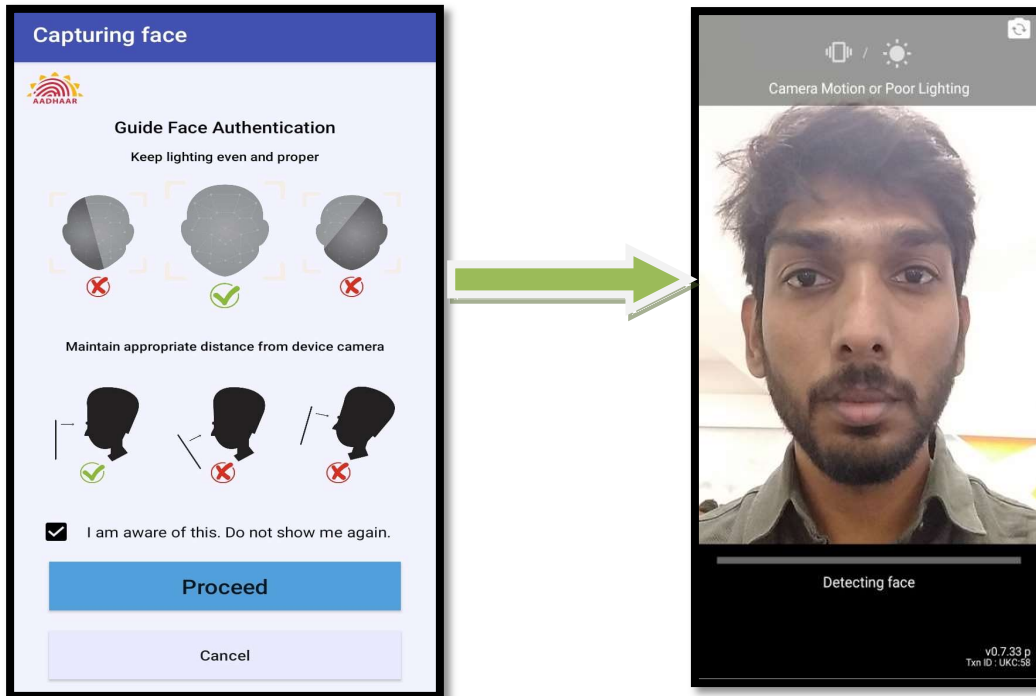 Capturing face
AADHAAR
Guide Face Authentication
Keep lighting even and proper
Maintain appropriate distance from device camera
I am aware of this. Do not show me again.
Proceed
Cancel
/
Camera Motion or Poor Lighting
Detecting face
v0.7.33 p
Txn ID : UKC:58